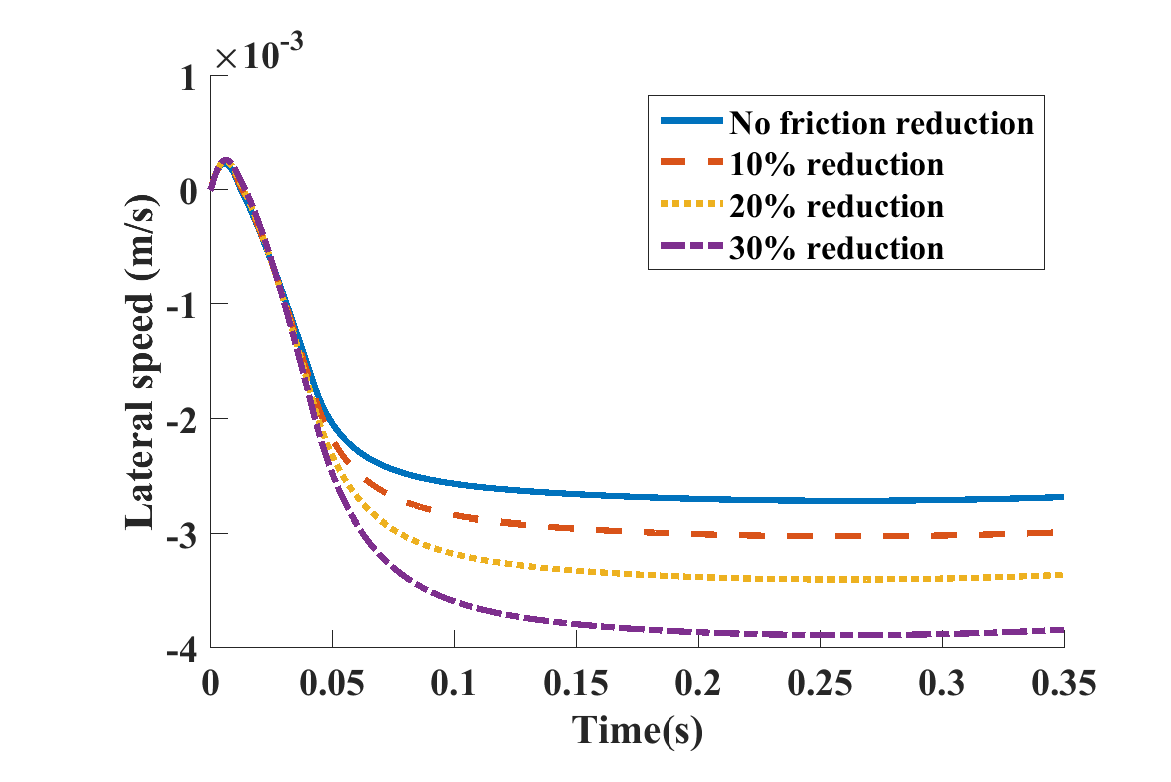 ×10-3
1
0
-1
-2
-3
-4
Lateral speed (m/s)
No friction reduction
10% reduction
20% reduction
30% reduction
0 0.05 0.1 0.15 0.2 0.25 0.3 0.35
Time(s)